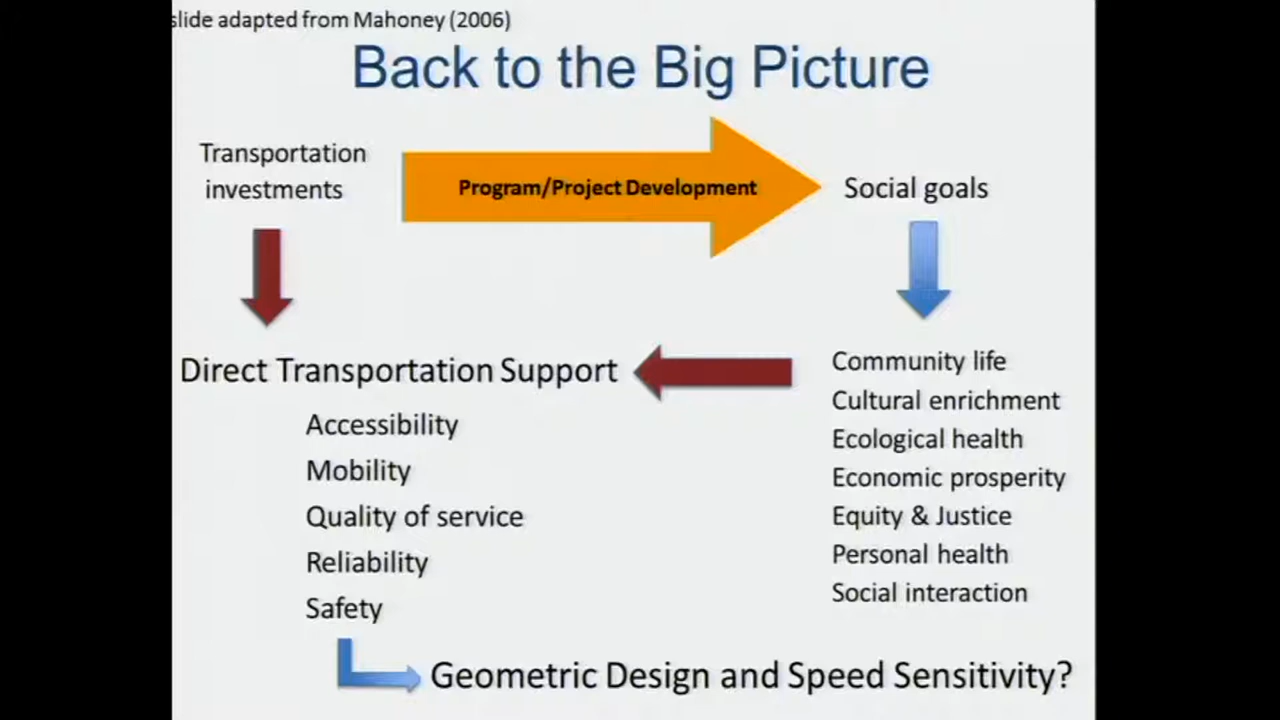 slide adapted from Mahoney (2006)
Back to the Big Picture
Transportation
investments
Program/Project Development
Social goals
Direct Transportation Support
Accessibility
Mobility
Quality of service
Reliability
Safety
Community life
Cultural enrichment
Ecological health
Economic prosperity
Equity & Justice
Personal health
Social interaction
Geometric Design and Speed Sensitivity?